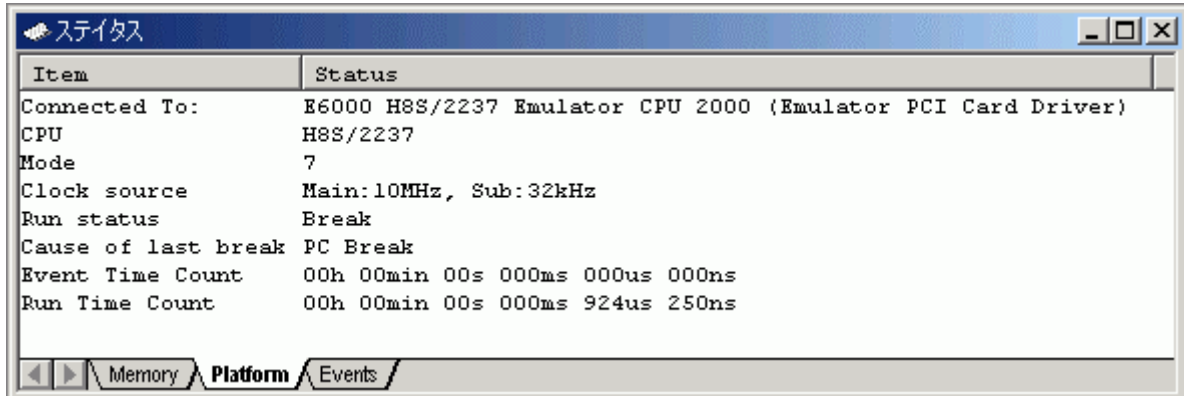 ステイタス
Item Status
Connected To: E6000 H8S/2237 Emulator CPU 2000 (Emulator PCI Card Driver)
CPU H8S/2237
Mode 7
Clock source Main:10MHz, Sub:32kHz
Run status Break
Cause of last break PC Break
Event Time Count 00h 00min 00s 000ms 000us 000ns
Run Time Count 00h 00min 00s 000ms 924us 250ns
Memory Platform Events